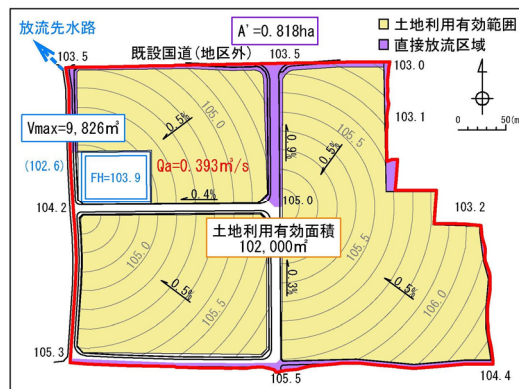 放流先水路
A'=0.818ha
103.5
既設国道(地区外)
103.5
103.0
土地利用有効範囲
直接放流区域
0
50(m)
105.0
0.5%
105.5
103.1
Vmax=9,826㎥
0.9%
0.5%
(102.6)
FH=103.9
Qa=0.393㎥/s
0.4%
105.0
104.2
103.2
土地利用有効面積
102,000㎡
105.0
105.5
105.5
0.5%
0.3%
0.5%
106.0
105.3
105.5
104.4